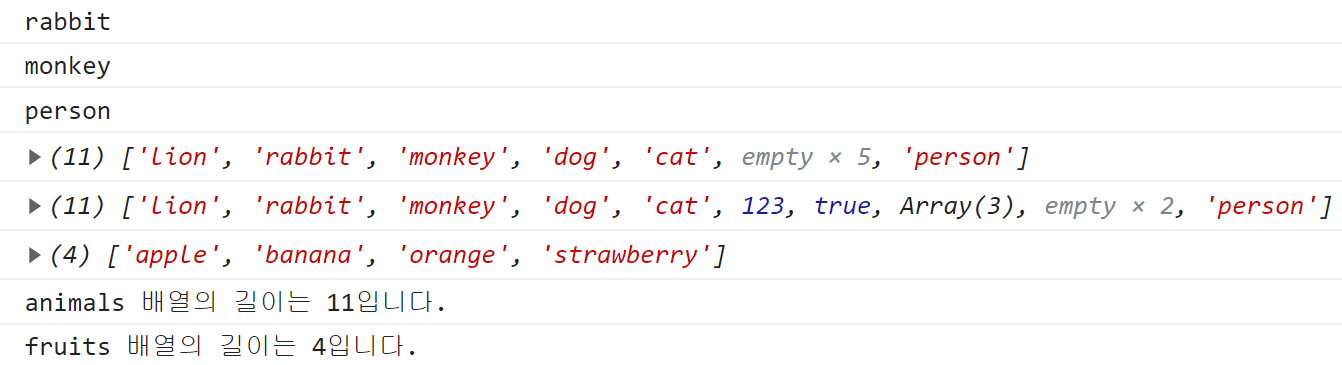 rabbit
monkey
person
(11) ['lion', 'rabbit', 'monkey', 'dog', 'cat', empty × 5, 'person']
(11) ['lion', 'rabbit', 'monkey', 'dog', 'cat', 123, true, Array(3), empty × 2, 'person']
(4) ['apple', 'banana', 'orange', 'strawberry']
animals 배열의 길이는 11입니다.
fruits 배열의 길이는 4입니다.